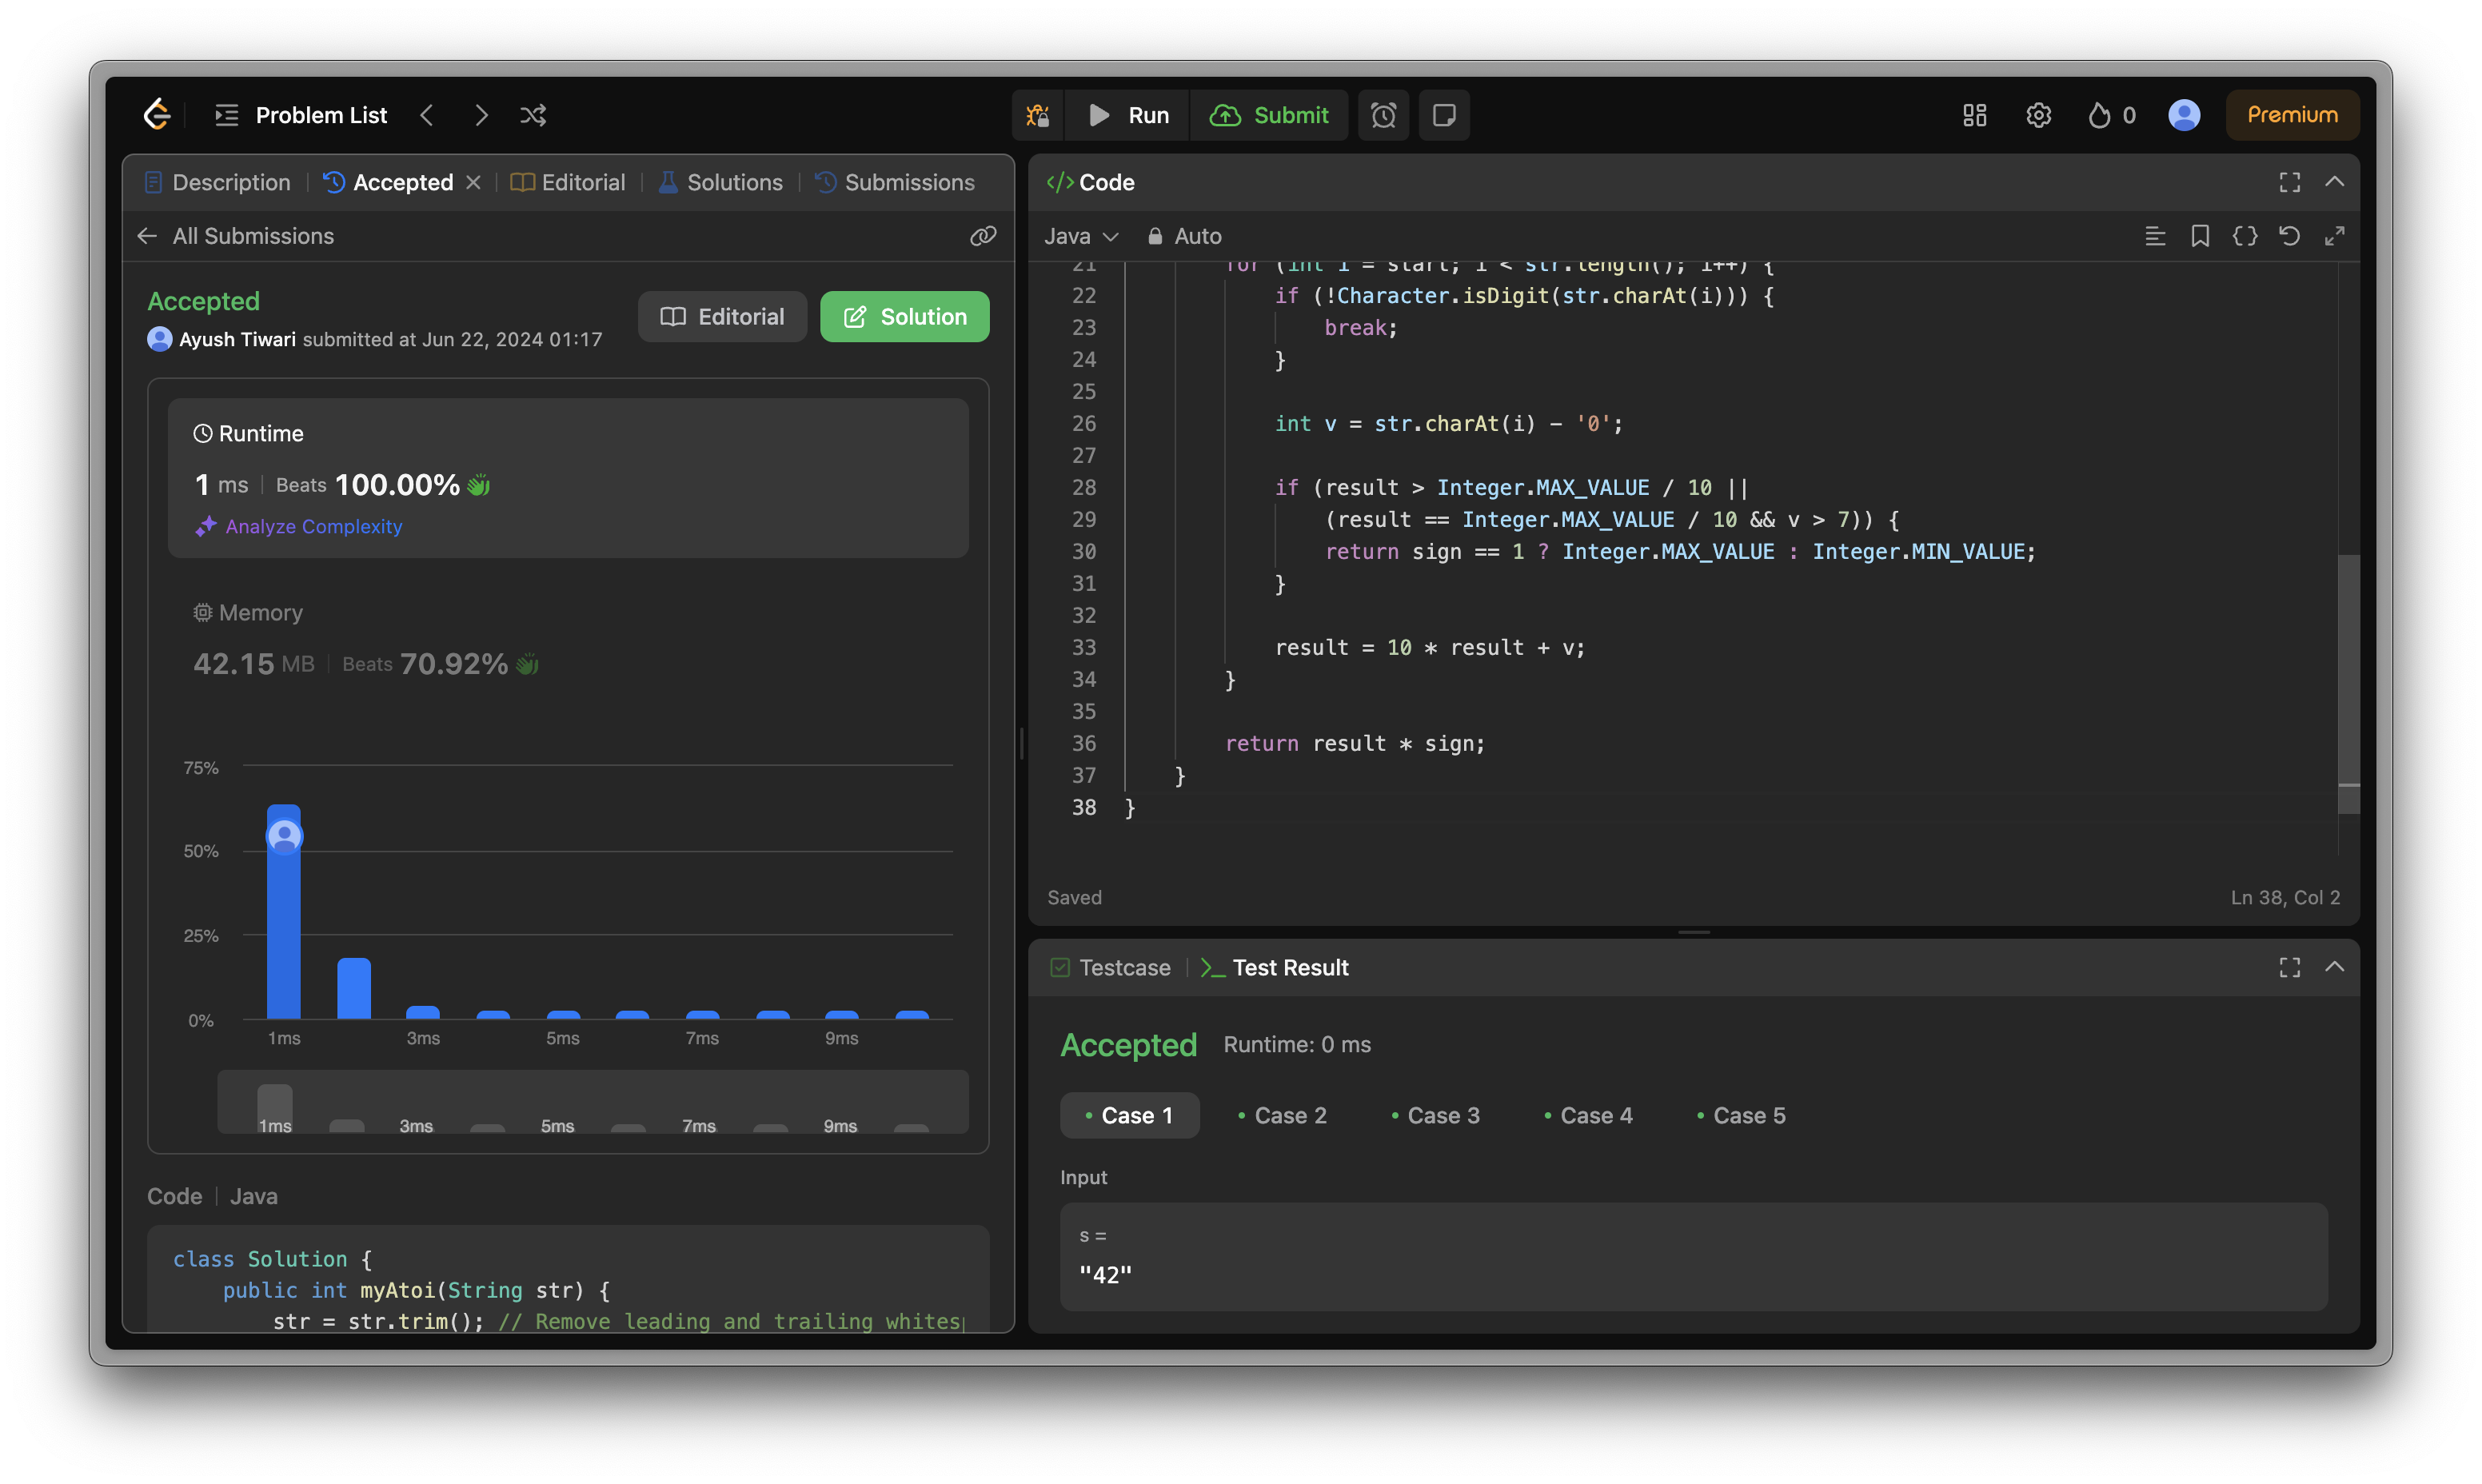 Problem List
Run
Submit
0
Premium
Description
Accepted
Editorial
Solutions
Submissions
All Submissions
Accepted
Ayush Tiwari submitted at Jun 22, 2024 01:17
Editorial
Solution
Runtime
1 ms | Beats 100.00%
Analyze Complexity
Memory
42.15 MB | Beats 70.92%
75%
50%
25%
0%
1ms 3ms 5ms 7ms 9ms
1ms 3ms 5ms 7ms 9ms
Code | Java
class Solution {
public int myAtoi(String str) {
str = str.trim(); // Remove leading and trailing whites
</> Code
Java
Auto
21 for (int i = start; i < str.length(); i++) {
22 if (!Character.isDigit(str.charAt(i))) {
23 break;
24 }
25
26 int v = str.charAt(i) - '0';
27
28 if (result > Integer.MAX_VALUE / 10 ||
29 (result == Integer.MAX_VALUE / 10 && v > 7)) {
30 return sign == 1 ? Integer.MAX_VALUE : Integer.MIN_VALUE;
31 }
32
33 result = 10 * result + v;
34 }
35
36 return result * sign;
37 }
38 }
Saved
Ln 38, Col 2
Testcase
Test Result
Accepted
Runtime: 0 ms
Case 1
Case 2
Case 3
Case 4
Case 5
Input
s =
"42"